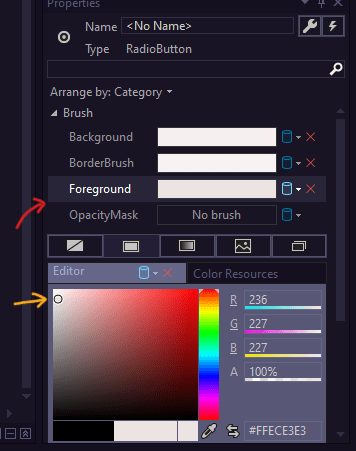 Properties
Name <No Name>
Type RadioButton
Arrange by: Category
Brush
Background
BorderBrush
Foreground
OpacityMask No brush
Editor Color Resources
R 236
G 227
B 227
A 100%
#FFECE3E3